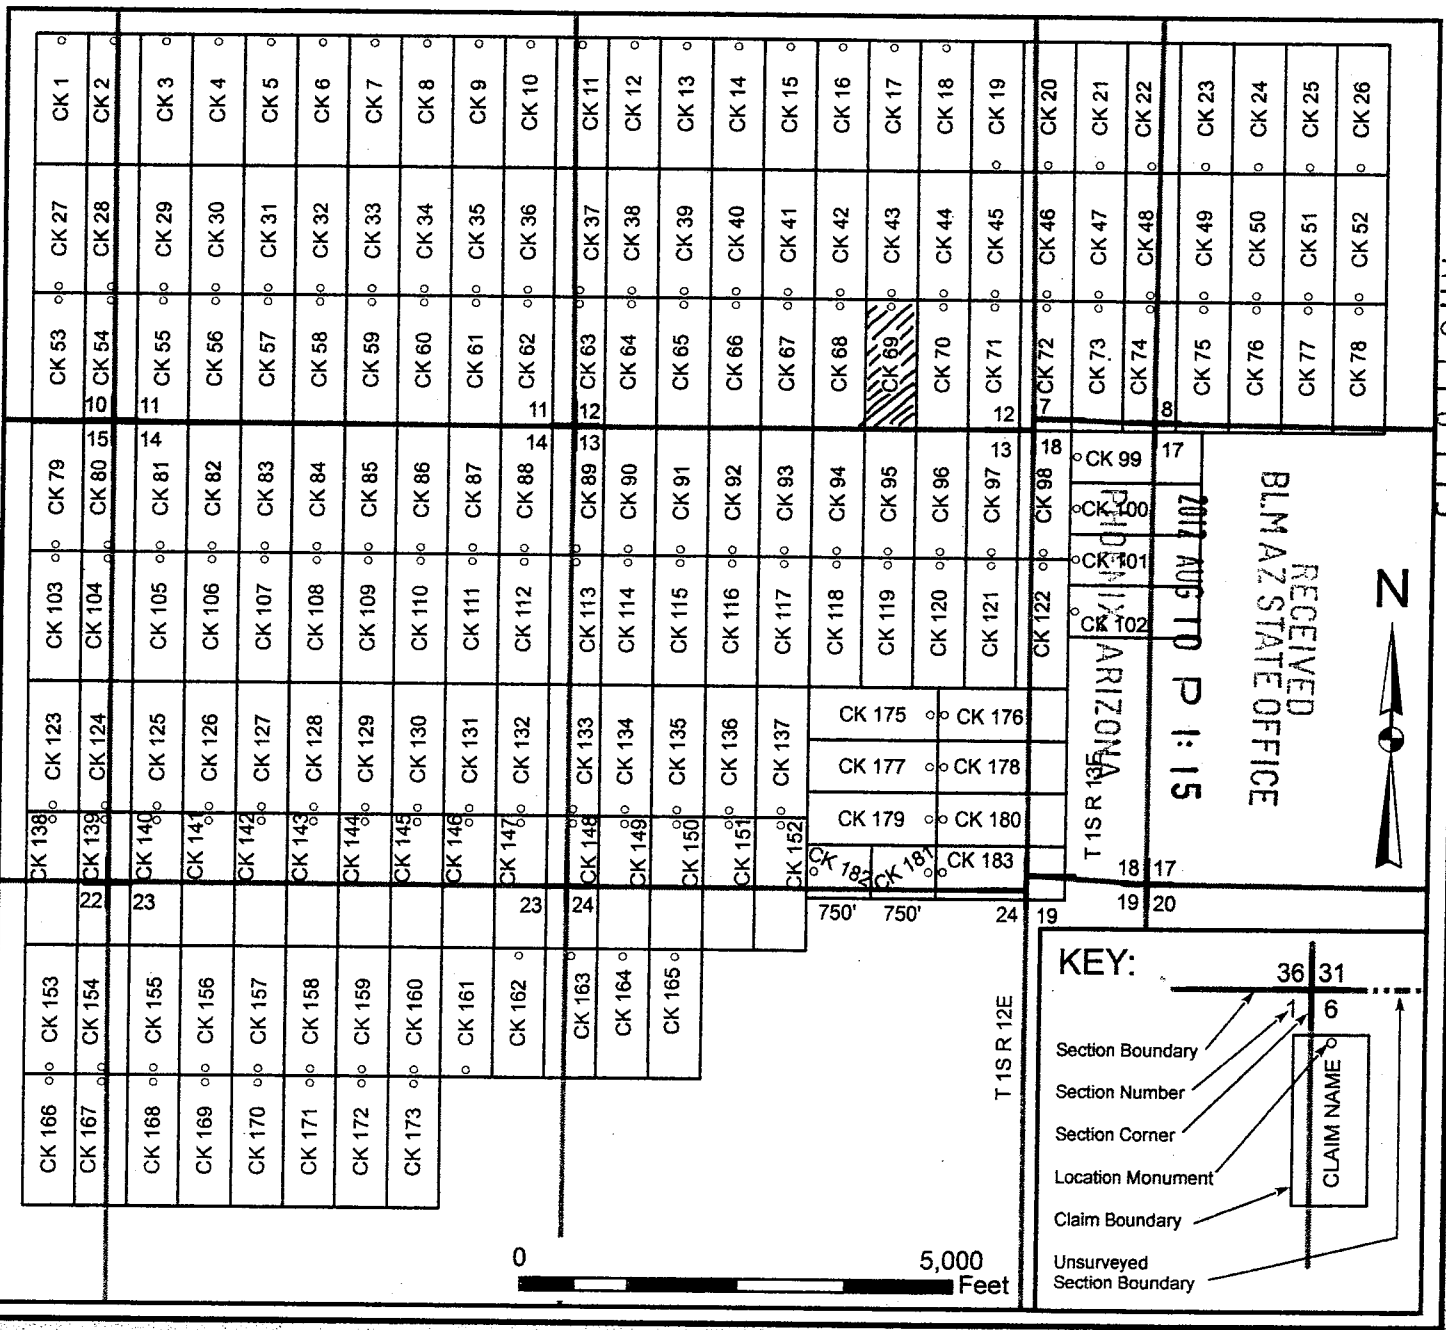 CK 1 CK 2 CK 3 CK 4 CK 5 CK 6 CK 7 CK 8 CK 9 CK 10 CK 11 CK 12 CK 13 CK 14 CK 15 CK 16 CK 17 CK 18 CK 19 CK 20 CK 21 CK 22 CK 23 CK 24 CK 25 CK 26
CK 27 CK 28 CK 29 CK 30 CK 31 CK 32 CK 33 CK 34 CK 35 CK 36 CK 37 CK 38 CK 39 CK 40 CK 41 CK 42 CK 43 CK 44 CK 45 CK 46 CK 47 CK 48 CK 49 CK 50 CK 51 CK 52
CK 53 CK 54 CK 55 CK 56 CK 57 CK 58 CK 59 CK 60 CK 61 CK 62 CK 63 CK 64 CK 65 CK 66 CK 67 CK 68 CK 69 CK 70 CK 71 CK 72 CK 73 CK 74 CK 75 CK 76 CK 77 CK 78
10 11 11 12 12 7 8
15 14 14 13 13 18 17
CK 79 CK 80 CK 81 CK 82 CK 83 CK 84 CK 85 CK 86 CK 87 CK 88 CK 89 CK 90 CK 91 CK 92 CK 93 CK 94 CK 95 CK 96 CK 97 CK 98
CK 99
CK 100
CK 101
CK 102
CK 103 CK 104 CK 105 CK 106 CK 107 CK 108 CK 109 CK 110 CK 111 CK 112 CK 113 CK 114 CK 115 CK 116 CK 117 CK 118 CK 119 CK 120 CK 121 CK 122
RECEIVED
BLM AZ STATE OFFICE
2012 AUG 10 P 1:15
PHOENIX ARIZONA
N
CK 123 CK 124 CK 125 CK 126 CK 127 CK 128 CK 129 CK 130 CK 131 CK 132 CK 133 CK 134 CK 135 CK 136 CK 137
CK 175 CK 176
CK 177 CK 178
CK 179 CK 180
CK 182 CK 181 CK 183
T 1S R 13E
CK 138 CK 139 CK 140 CK 141 CK 142 CK 143 CK 144 CK 145 CK 146 CK 147 CK 148 CK 149 CK 150 CK 151 CK 152
18 17
22 23 23 24 24 19 19 20
750' 750'
CK 153 CK 154 CK 155 CK 156 CK 157 CK 158 CK 159 CK 160 CK 161 CK 162 CK 163 CK 164 CK 165
T 1S R 12E
CK 166 CK 167 CK 168 CK 169 CK 170 CK 171 CK 172 CK 173
0 5,000
Feet
KEY:
36 31
1 6
Section Boundary
Section Number
Section Corner
Location Monument
Claim Boundary
Unsurveyed
Section Boundary
CLAIM NAME